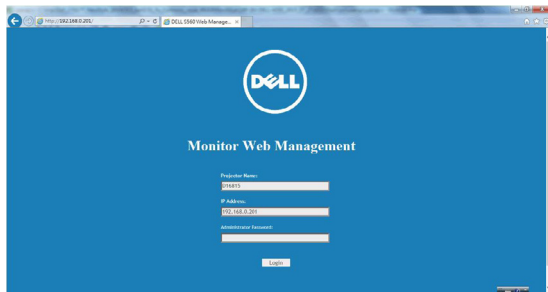 http://192.168.0.201/
DELL S560 Web Manage...
DELL
Monitor Web Management
Projector Name:
U16815
IP Address:
192.168.0.201
Administrator Password:
Login